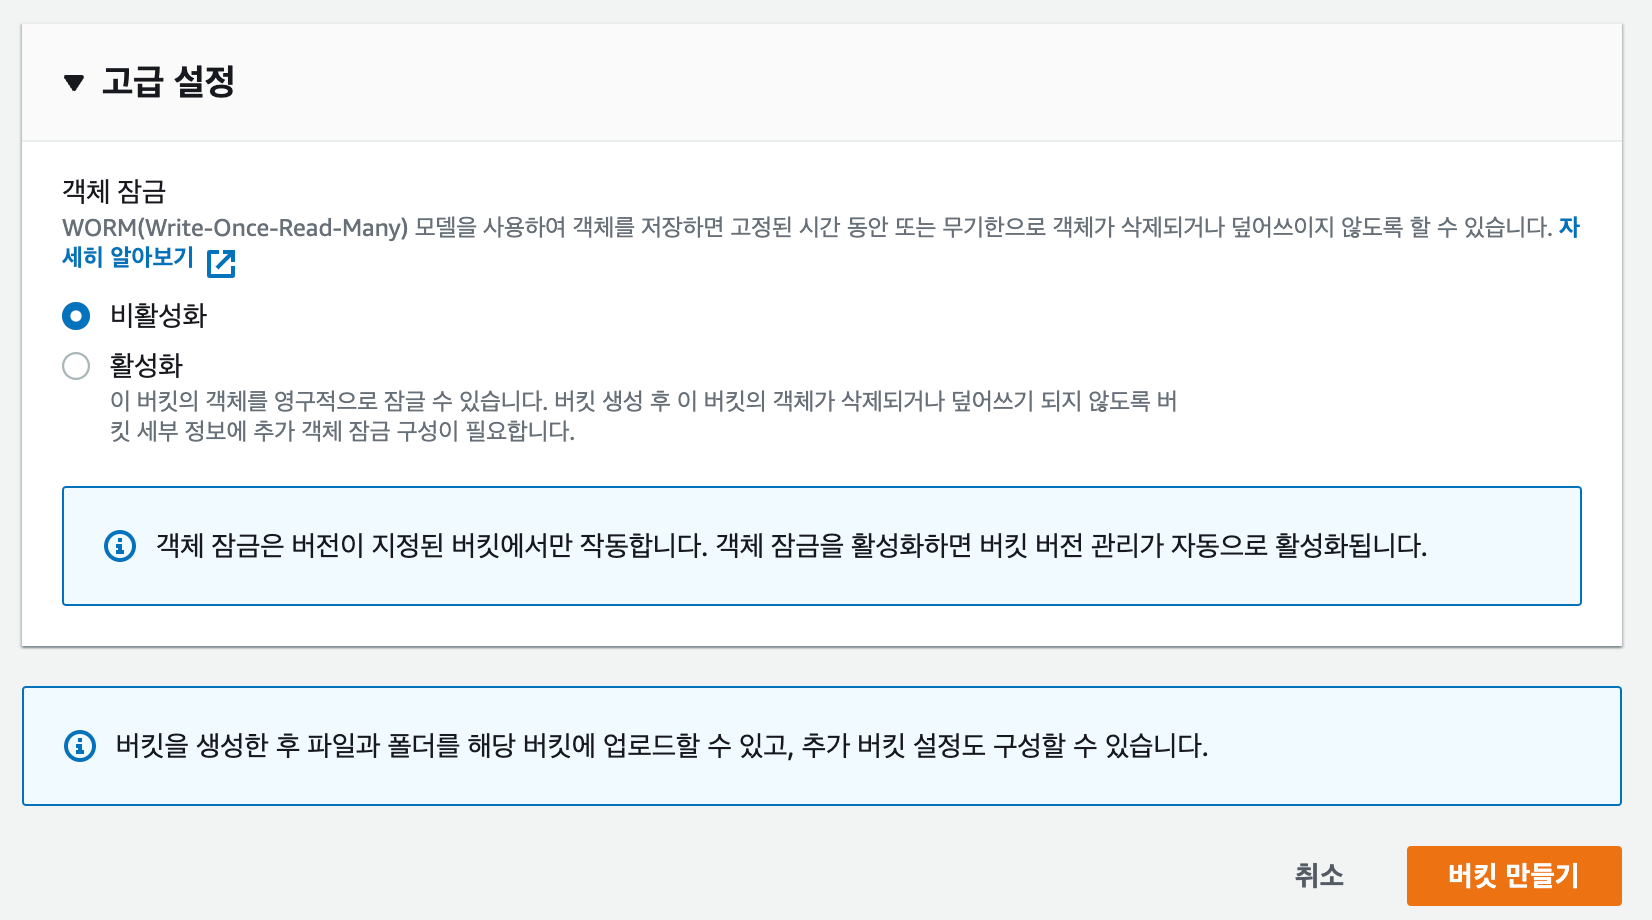 고급 설정
객체 잠금
WORM(Write-Once-Read-Many) 모델을 사용하여 객체를 저장하면 고정된 시간 동안 또는 무기한으로 객체가 삭제되거나 덮어쓰이지 않도록 할 수 있습니다. 자
세히 알아보기
비활성화
활성화
이 버킷의 객체를 영구적으로 잠글 수 있습니다. 버킷 생성 후 이 버킷의 객체가 삭제되거나 덮어쓰기 되지 않도록 버
킷 세부 정보에 추가 객체 잠금 구성이 필요합니다.
객체 잠금은 버전이 지정된 버킷에서만 작동합니다. 객체 잠금을 활성화하면 버킷 버전 관리가 자동으로 활성화됩니다.
버킷을 생성한 후 파일과 폴더를 해당 버킷에 업로드할 수 있고, 추가 버킷 설정도 구성할 수 있습니다.
취소
버킷 만들기